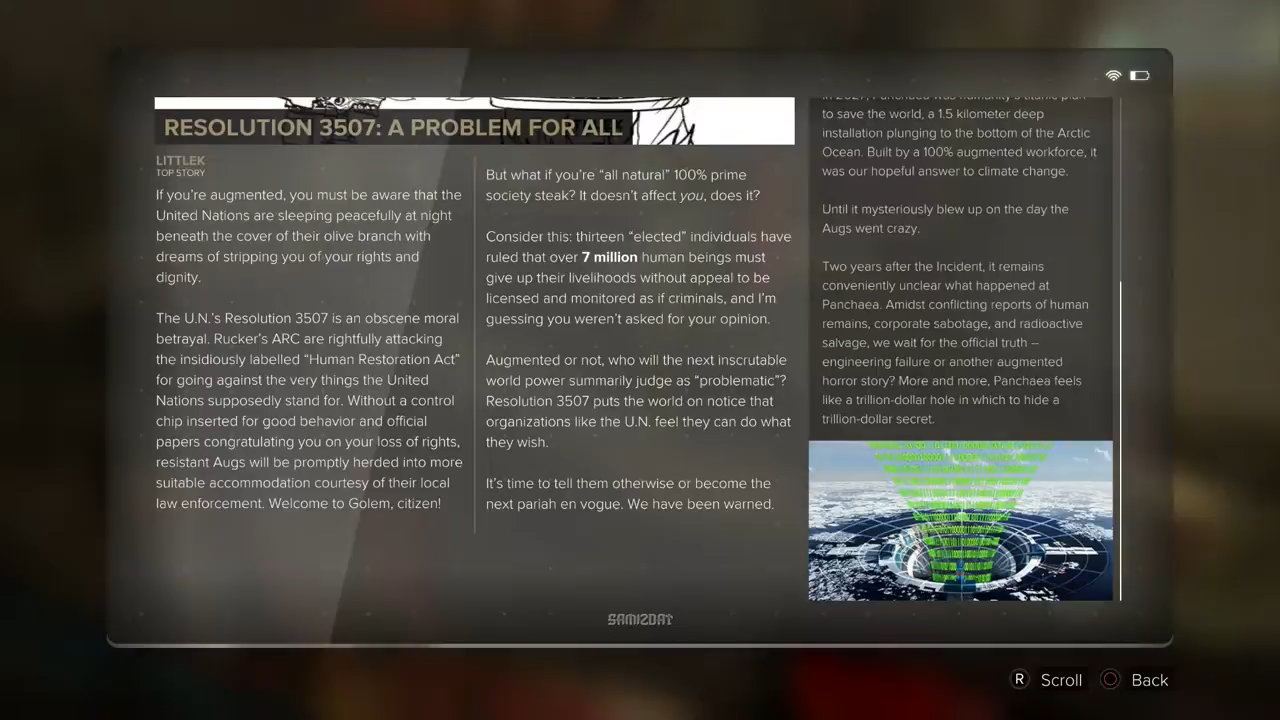 RESOLUTION 3507: A PROBLEM FOR ALL
LITTLEK
TOP STORY
If you're augmented, you must be aware that the
United Nations are sleeping peacefully at night
beneath the cover of their olive branch with
dreams of stripping you of your rights and
dignity.
The U.N.'s Resolution 3507 is an obscene moral
betrayal. Rucker's ARC are rightfully attacking
the insidiously labelled “Human Restoration Act”
for going against the very things the United
Nations supposedly stand for. Without a control
chip inserted for good behavior and official
papers congratulating you on your loss of rights,
resistant Augs will be promptly herded into more
suitable accommodation courtesy of their local
law enforcement. Welcome to Golem, citizen!
But what if you're “all natural” 100% prime
society steak? It doesn't affect you, does it?
Consider this: thirteen “elected” individuals have
ruled that over 7 million human beings must
give up their livelihoods without appeal to be
licensed and monitored as if criminals, and I'm
guessing you weren't asked for your opinion.
Augmented or not, who will the next inscrutable
world power summarily judge as “problematic”?
Resolution 3507 puts the world on notice that
organizations like the U.N. feel they can do what
they wish.
It's time to tell them otherwise or become the
next pariah en vogue. We have been warned.
In 2027, Panchaea was humanity's titanic plan
to save the world, a 1.5 kilometer deep
installation plunging to the bottom of the Arctic
Ocean. Built by a 100% augmented workforce, it
was our hopeful answer to climate change.
Until it mysteriously blew up on the day the
Augs went crazy.
Two years after the Incident, it remains
conveniently unclear what happened at
Panchaea. Amidst conflicting reports of human
remains, corporate sabotage, and radioactive
salvage, we wait for the official truth –
engineering failure or another augmented
horror story? More and more, Panchaea feels
like a trillion-dollar hole in which to hide a
trillion-dollar secret.
SAMIZDAT
R Scroll Back